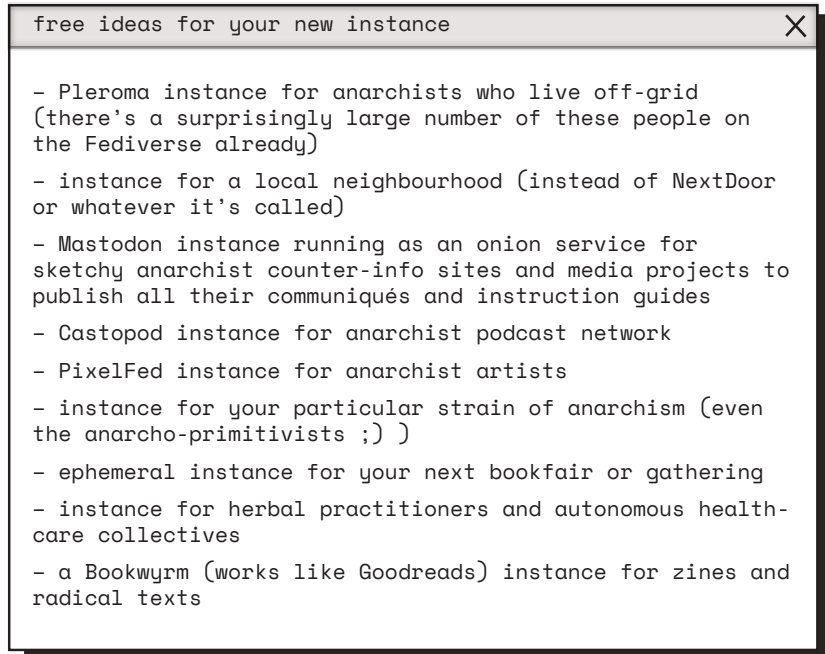 free ideas for your new instance
– Pleroma instance for anarchists who live off-grid
(there's a surprisingly large number of these people on
the Fediverse already)
– instance for a local neighbourhood (instead of NextDoor
or whatever it's called)
– Mastodon instance running as an onion service for
sketchy anarchist counter-info sites and media projects to
publish all their communiqués and instruction guides
– Castopod instance for anarchist podcast network
– PixelFed instance for anarchist artists
– instance for your particular strain of anarchism (even
the anarcho-primitivists ;) )
– ephemeral instance for your next bookfair or gathering
– instance for herbal practitioners and autonomous health-
care collectives
– a Bookwyrm (works like Goodreads) instance for zines and
radical texts